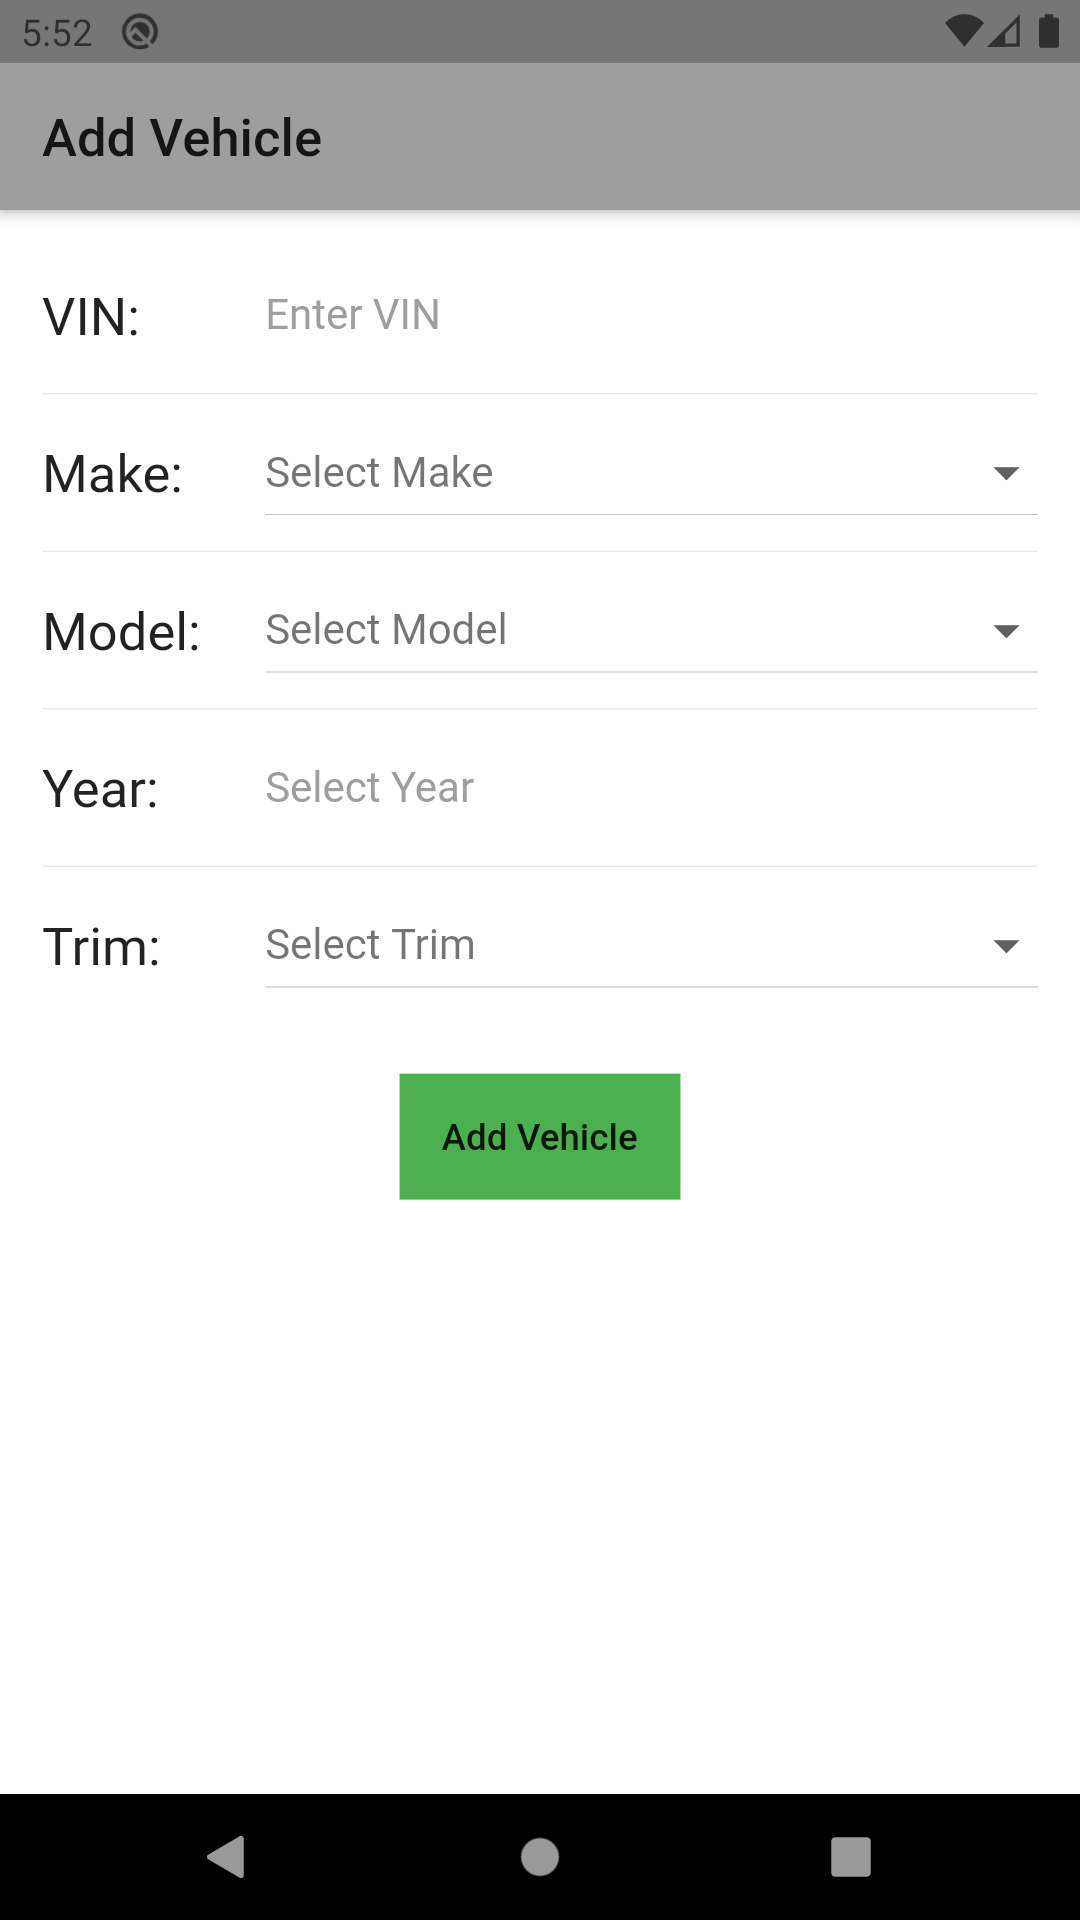 5:52
Add Vehicle
VIN: Enter VIN
Make: Select Make
Model: Select Model
Year: Select Year
Trim: Select Trim
Add Vehicle